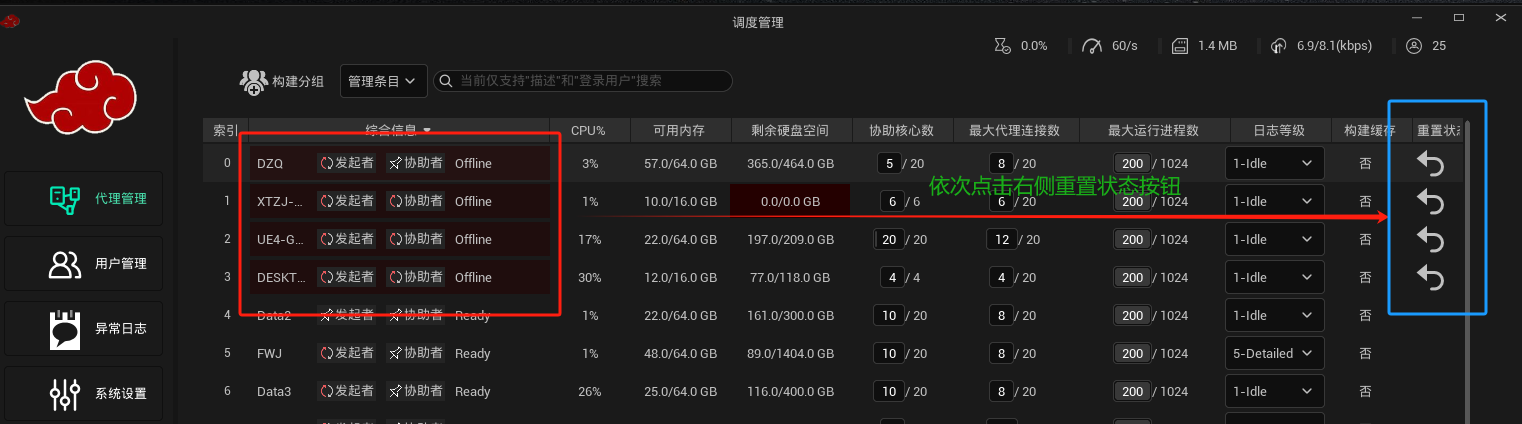 调度管理
0.0% 60/s 1.4 MB 6.9/8.1(kbps) 25
构建分组 管理条目 当前仅支持"描述"和"登录用户"搜索
索引 综合信息 CPU% 可用内存 剩余硬盘空间 协助核心数 最大代理连接数 最大运行进程数 日志等级 构建缓存 重置状
0 DZQ 发起者 协助者 Offline 3% 57.0/64.0 GB 365.0/464.0 GB 5 / 20 8 / 20 200 / 1024 1-Idle 否
依次点击右侧重置状态按钮
代理管理
1 XTZJ-... 发起者 协助者 Offline 1% 10.0/16.0 GB 0.0/0.0 GB 6 / 6 6 / 20 200 / 1024 1-Idle 否
2 UE4-G... 发起者 协助者 Offline 17% 22.0/64.0 GB 197.0/209.0 GB 20 / 20 12 / 20 200 / 1024 1-Idle 否
用户管理
3 DESKT... 发起者 协助者 Offline 30% 12.0/16.0 GB 77.0/118.0 GB 4 / 4 4 / 20 200 / 1024 1-Idle 否
4 Data2 发起者 协助者 Ready 1% 22.0/64.0 GB 161.0/300.0 GB 10 / 20 8 / 20 200 / 1024 1-Idle 否
异常日志
5 FWJ 发起者 协助者 Ready 1% 48.0/64.0 GB 89.0/1404.0 GB 10 / 20 8 / 20 200 / 1024 5-Detailed 否
6 Data3 发起者 协助者 Ready 26% 25.0/64.0 GB 116.0/400.0 GB 10 / 20 8 / 20 200 / 1024 1-Idle 否
系统设置